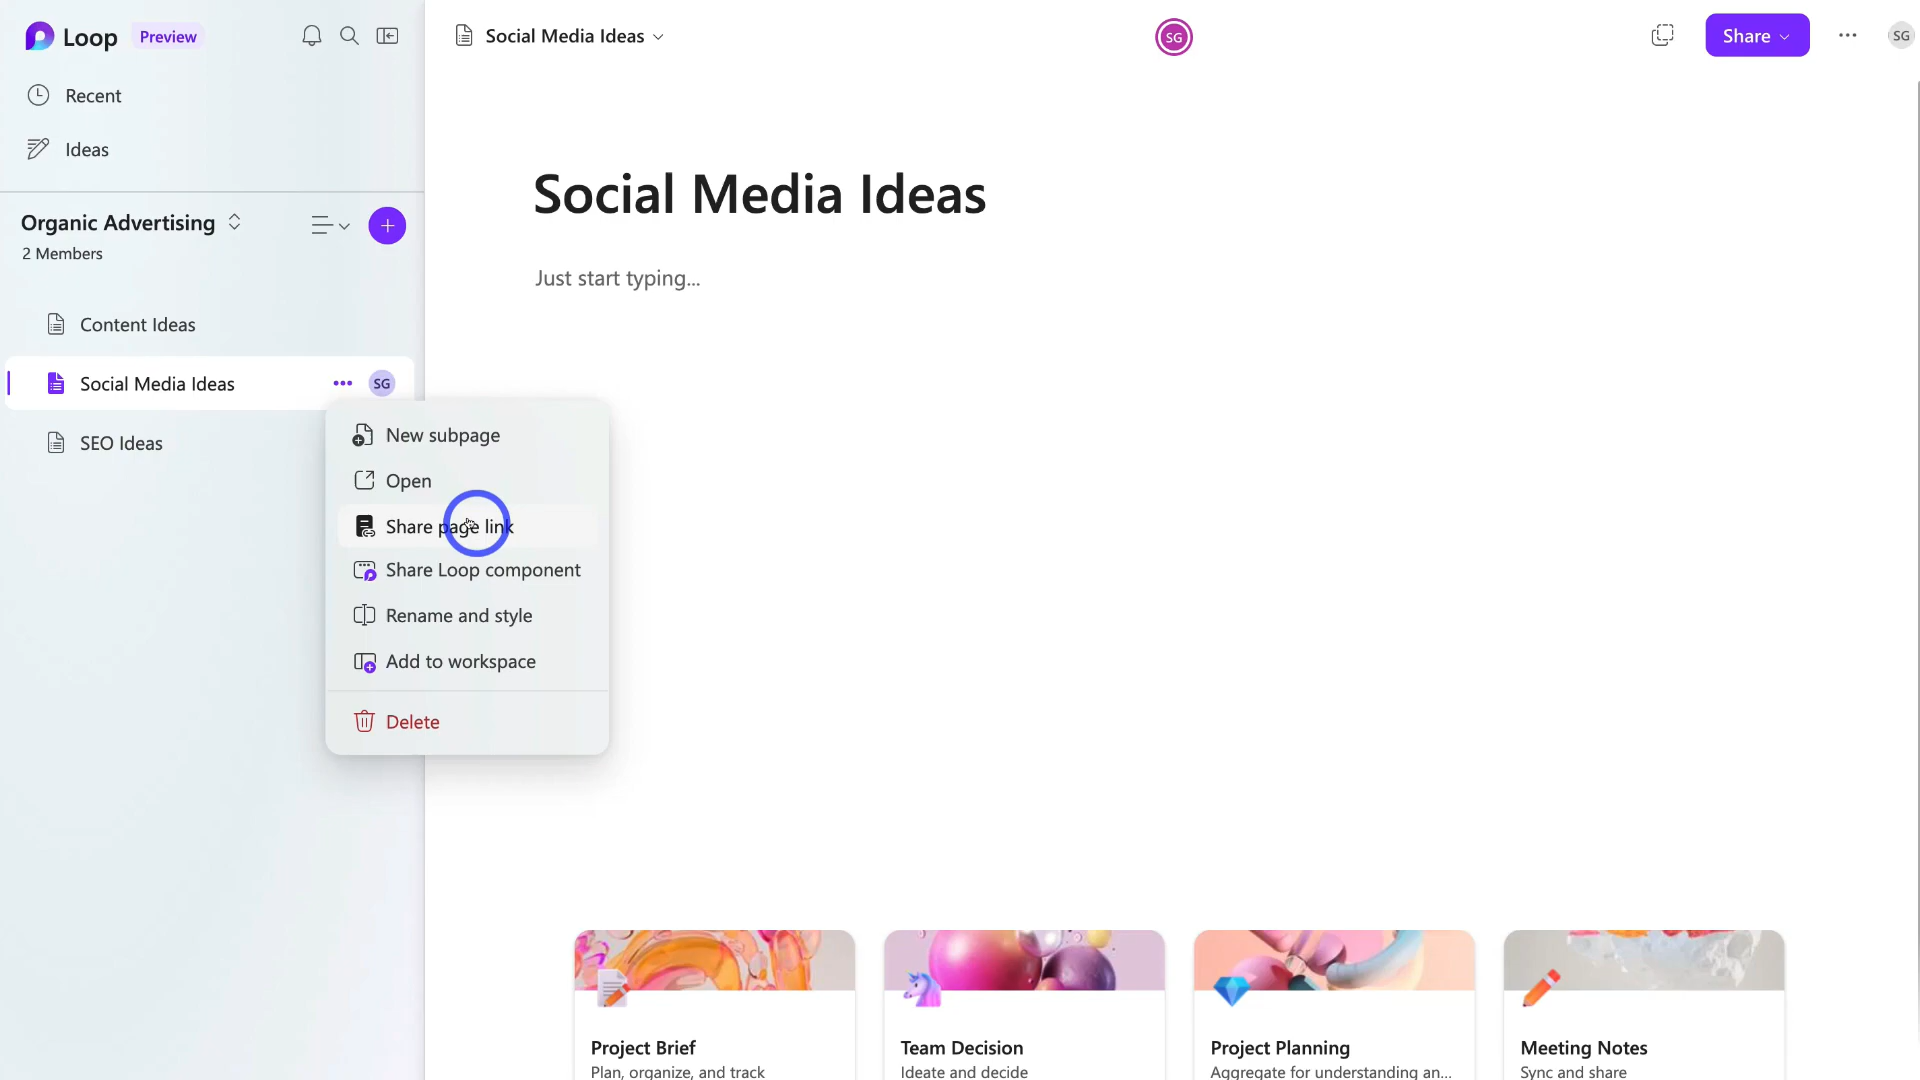 Loop Preview
Recent
Ideas
Organic Advertising
2 Members
Content Ideas
Social Media Ideas SG
SEO Ideas
New subpage
Open
Share page link
Share Loop component
Rename and style
Add to workspace
Delete
Social Media Ideas
SG
Share
SG
Social Media Ideas
Just start typing...
Project Brief
Plan, organize, and track
Team Decision
Ideate and decide
Project Planning
Aggregate for understanding an...
Meeting Notes
Sync and share